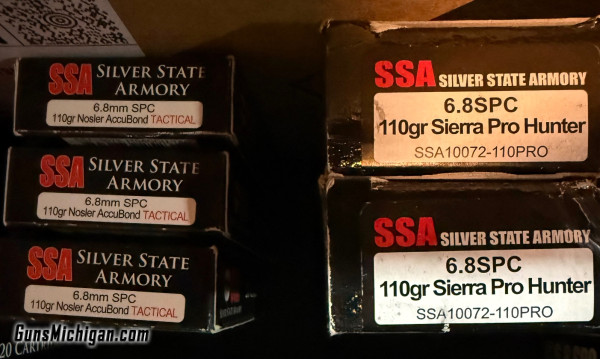 SSA SILVER STATE
ARMORY
6.8mm SPC
110gr Nosler AccuBond TACTICAL
SSA SILVER STATE
ARMORY
6.8mm SPC
110gr Nosler AccuBond TACTICAL
SSA SILVER STATE
ARMORY
6.8mm SPC
110gr Nosler AccuBond TACTICAL
SSA SILVER STATE ARMORY
6.8SPC
110gr Sierra Pro Hunter
SSA10072-110PRO
SSA SILVER STATE ARMORY
6.8SPC
110gr Sierra Pro Hunter
SSA10072-110PRO
SSA
GunsMichigan.com
20